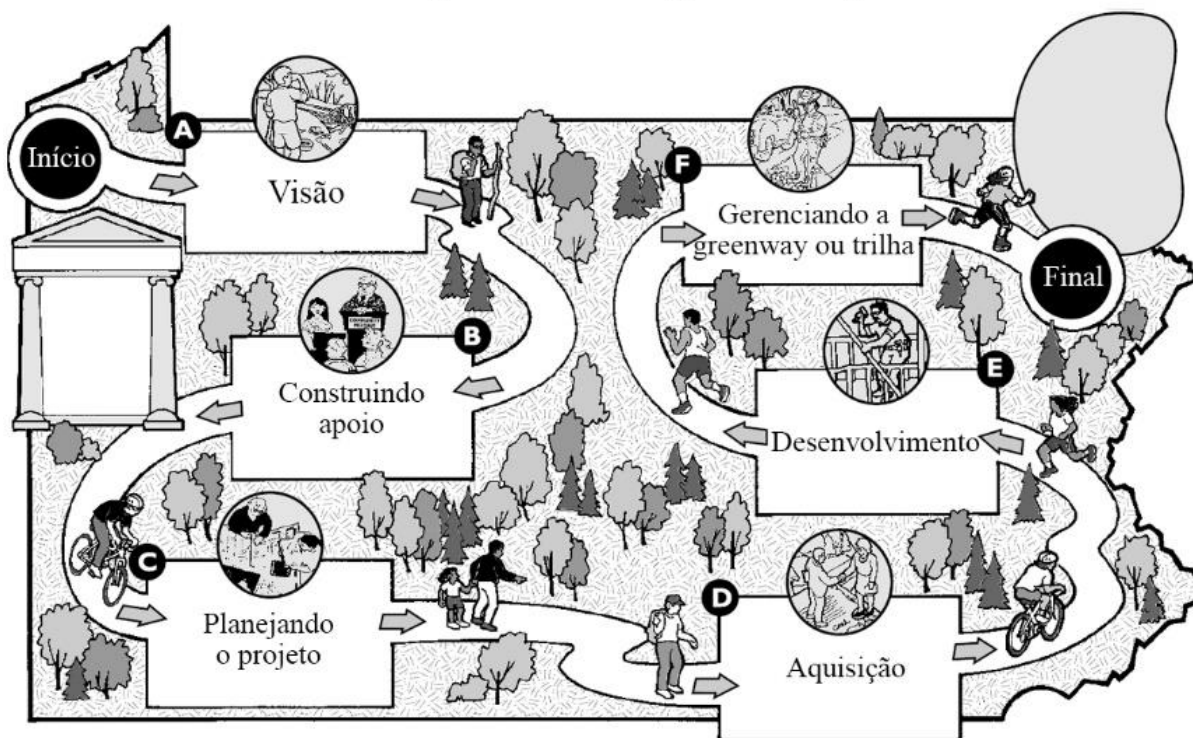 Início
A
Visão
B
Construindo
apoio
C
Planejando
o projeto
D
Aquisição
E
Desenvolvimento
F
Gerenciando a
greenway ou trilha
Final